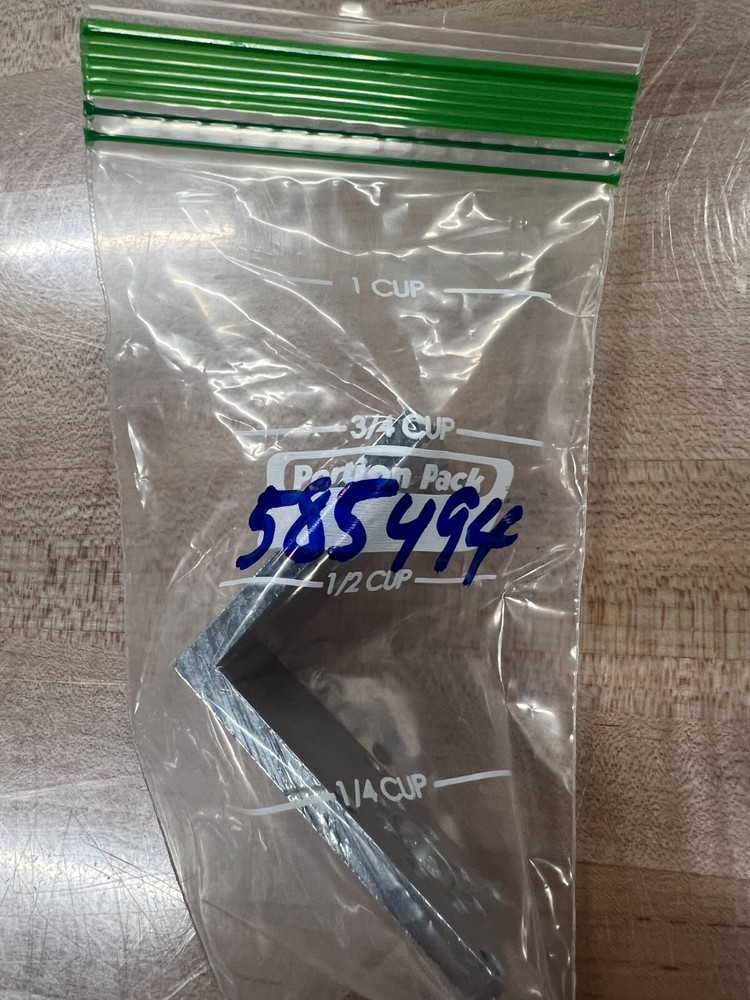 1 CUP
3/4 CUP
Portion Pack
585494
1/2 CUP
1/4 CUP